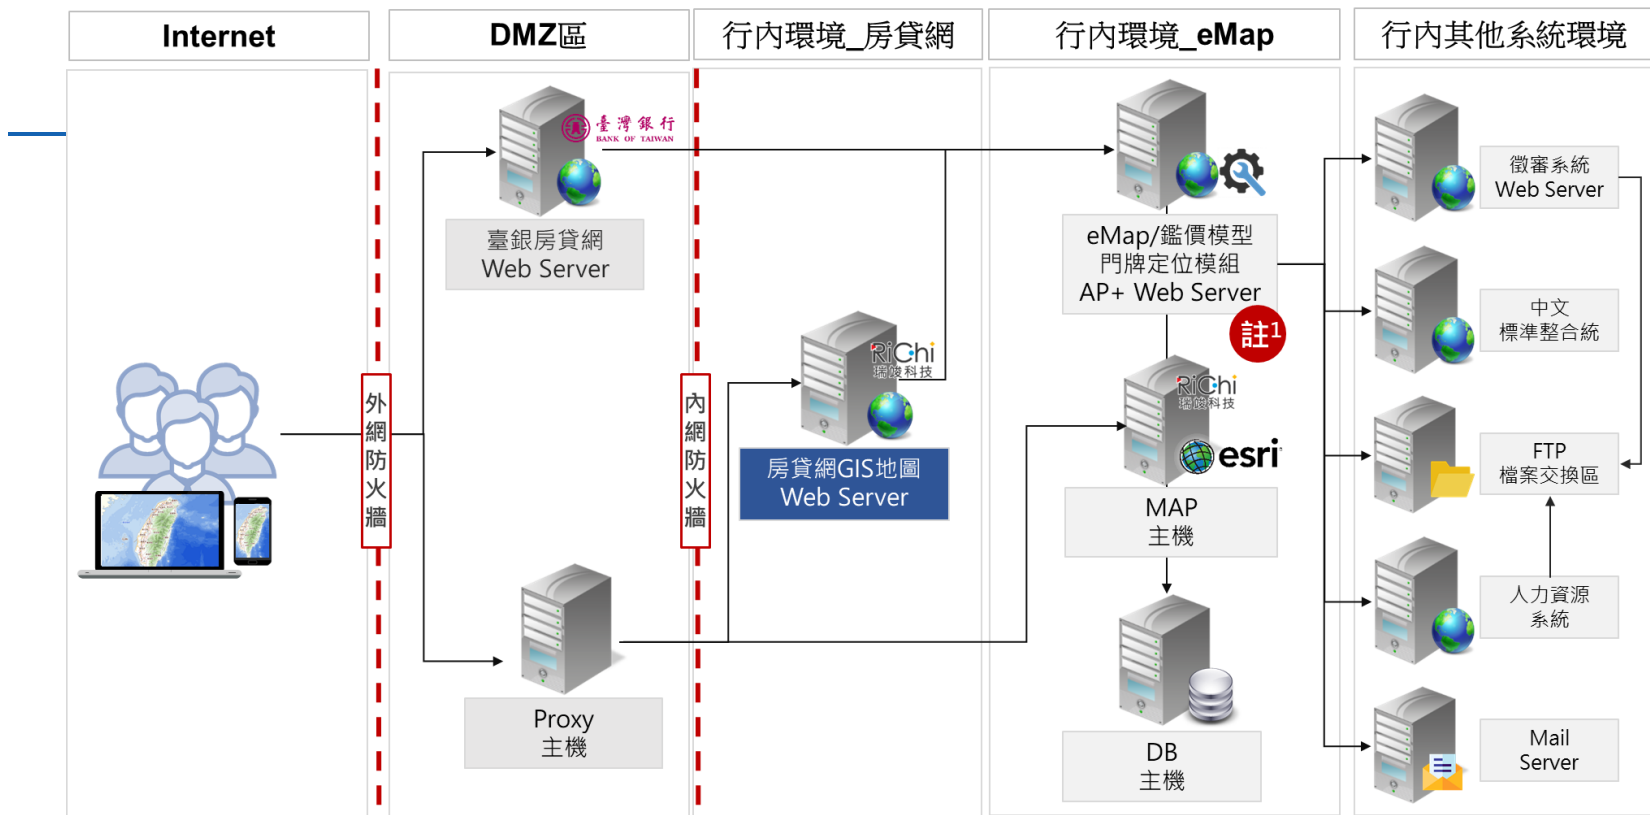 Internet
DMZ區
行內環境_房貸網
行內環境_eMap
行內其他系統環境
臺灣銀行
BANK OF TAIWAN
臺銀房貸網
Web Server
外網防火牆
Proxy
主機
內網防火牆
RiChi
瑞竣科技
房貸網GIS地圖
Web Server
eMap/鑑價模型
門牌定位模組
AP+ Web Server
註1
RiChi
瑞竣科技
esri
MAP
主機
DB
主機
徵審系統
Web Server
中文
標準整合統
FTP
檔案交換區
人力資源
系統
Mail
Server